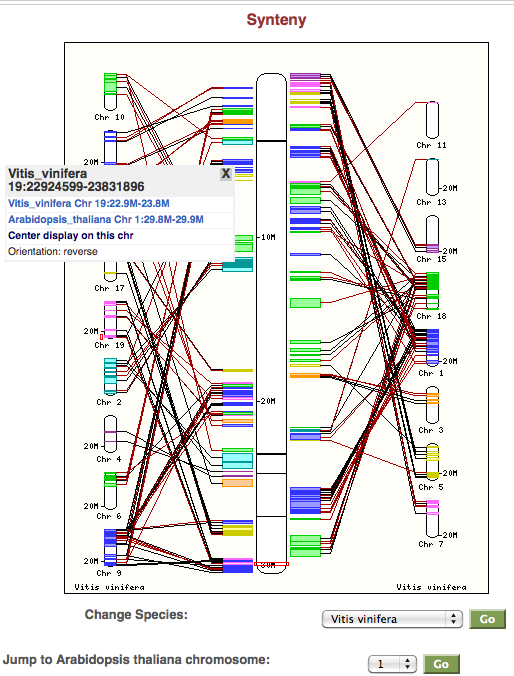 Synteny
Chr 10
20M
Vitis_vinifera
19:22924599-23831896
X
Vitis_vinifera Chr 19:22.9M-23.8M
Arabidopsis_thaliana Chr 1:29.8M-29.9M
Center display on this chr
Orientation: reverse
Chr 17
20M
Chr 19
Chr 2
20M
Chr 4
20M
Chr 6
20M
Chr 9
Vitis vinifera
10M
20M
30M
Chr 11
20M
Chr 13
20M
Chr 15
Chr 18
20M
Chr 1
Chr 3
20M
Chr 5
20M
Chr 7
Vitis vinifera
Change Species:
Vitis vinifera
Go
Jump to Arabidopsis thaliana chromosome:
1
Go